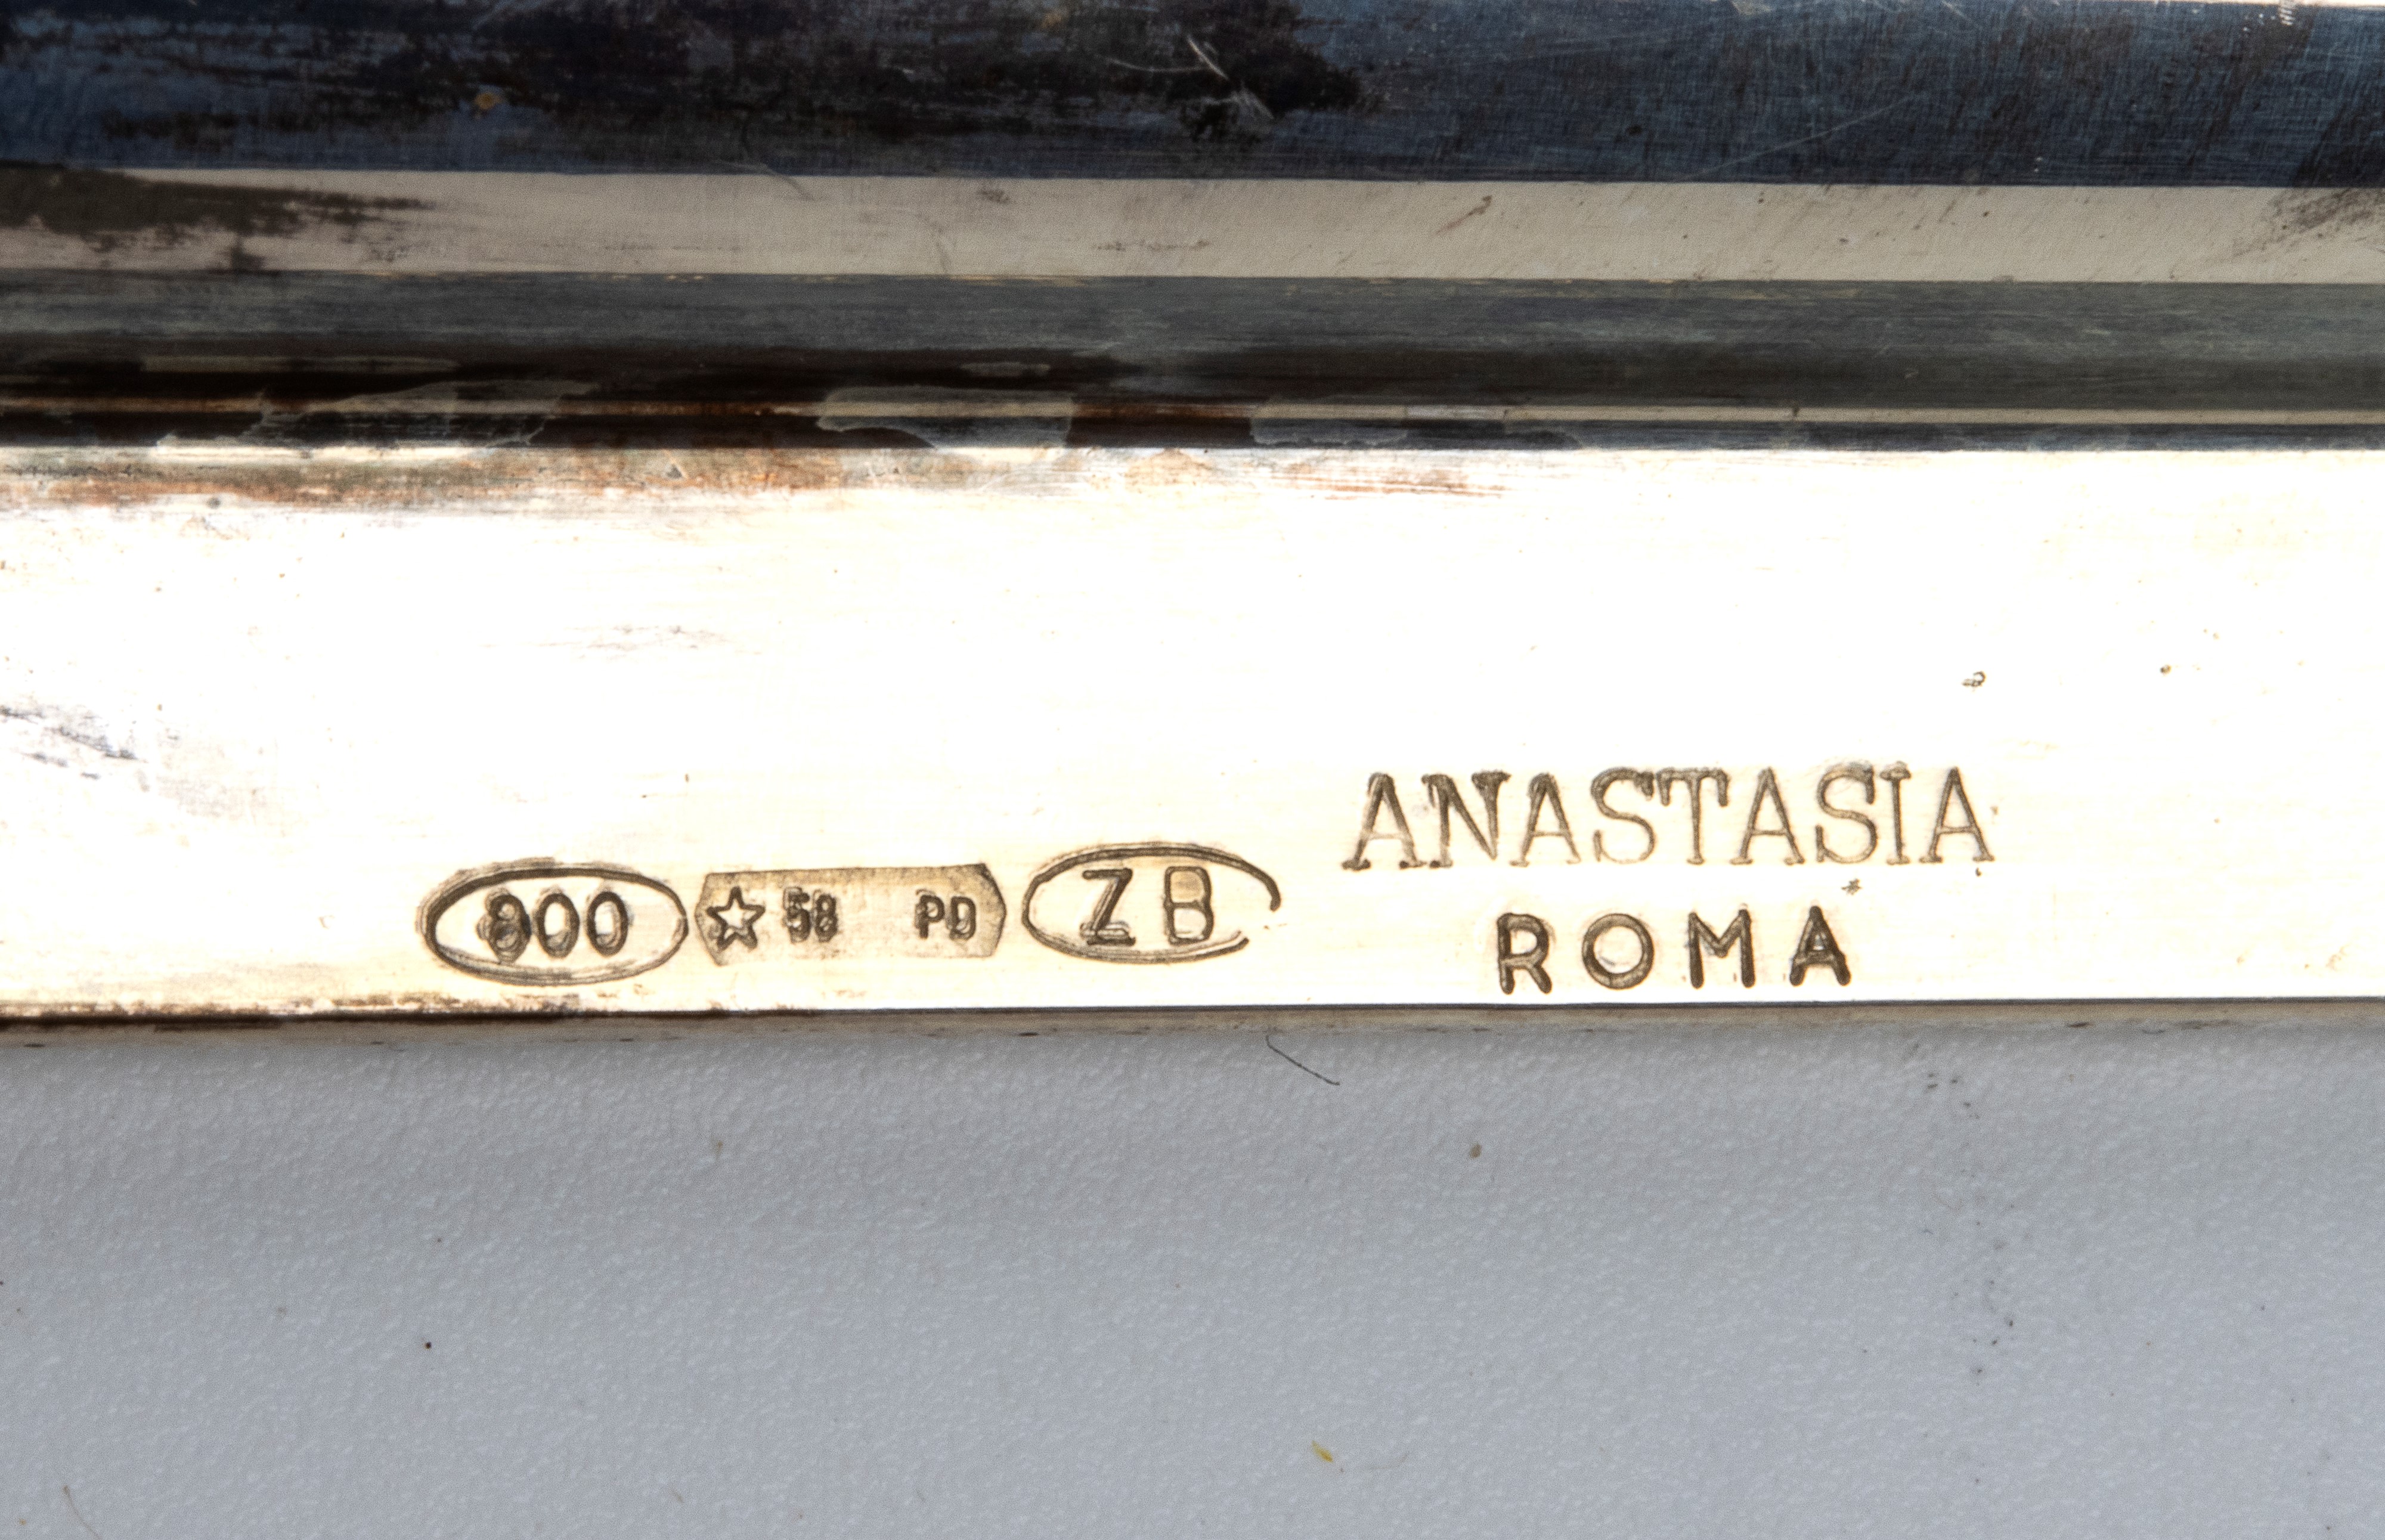 ANASTASIA
800 ☆ 58 PD ZB ROMA